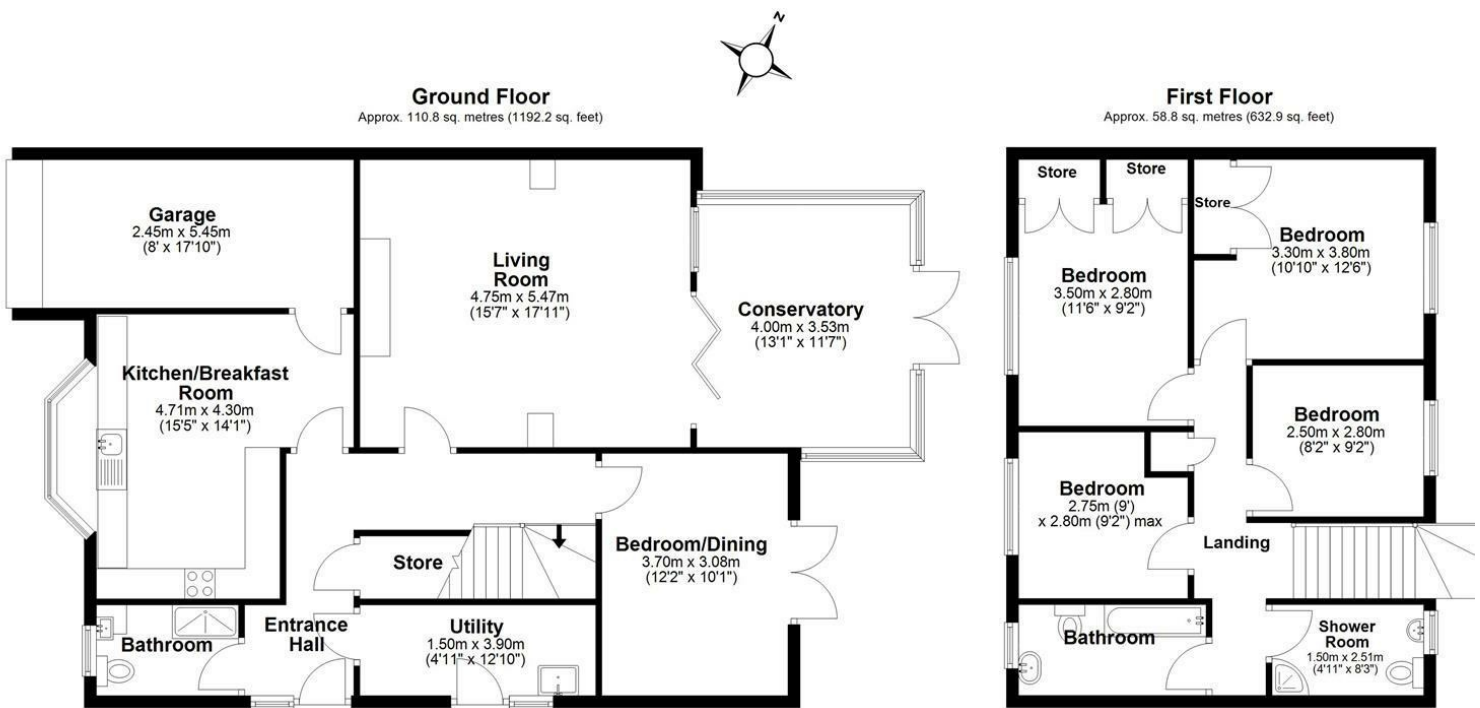 N
Ground Floor
Approx. 110.8 sq. metres (1192.2 sq. feet)
Garage
2.45m x 5.45m
(8' x 17'10")
Living
Room
4.75m x 5.47m
(15'7" x 17'11")
Conservatory
4.00m x 3.53m
(13'1" x 11'7")
Kitchen/Breakfast
Room
4.71m x 4.30m
(15'5" x 14'1")
Store
Bedroom/Dining
3.70m x 3.08m
(12'2" x 10'1")
Bathroom
Entrance
Hall
Utility
1.50m x 3.90m
(4'11" x 12'10")
First Floor
Approx. 58.8 sq. metres (632.9 sq. feet)
Store
Store
Store
Bedroom
3.30m x 3.80m
(10'10" x 12'6")
Bedroom
3.50m x 2.80m
(11'6" x 9'2")
Bedroom
2.50m x 2.80m
(8'2" x 9'2")
Bedroom
2.75m (9')
x 2.80m (9'2") max
Landing
Bathroom
Shower
Room
1.50m x 2.51m
(4'11" x 8'3")